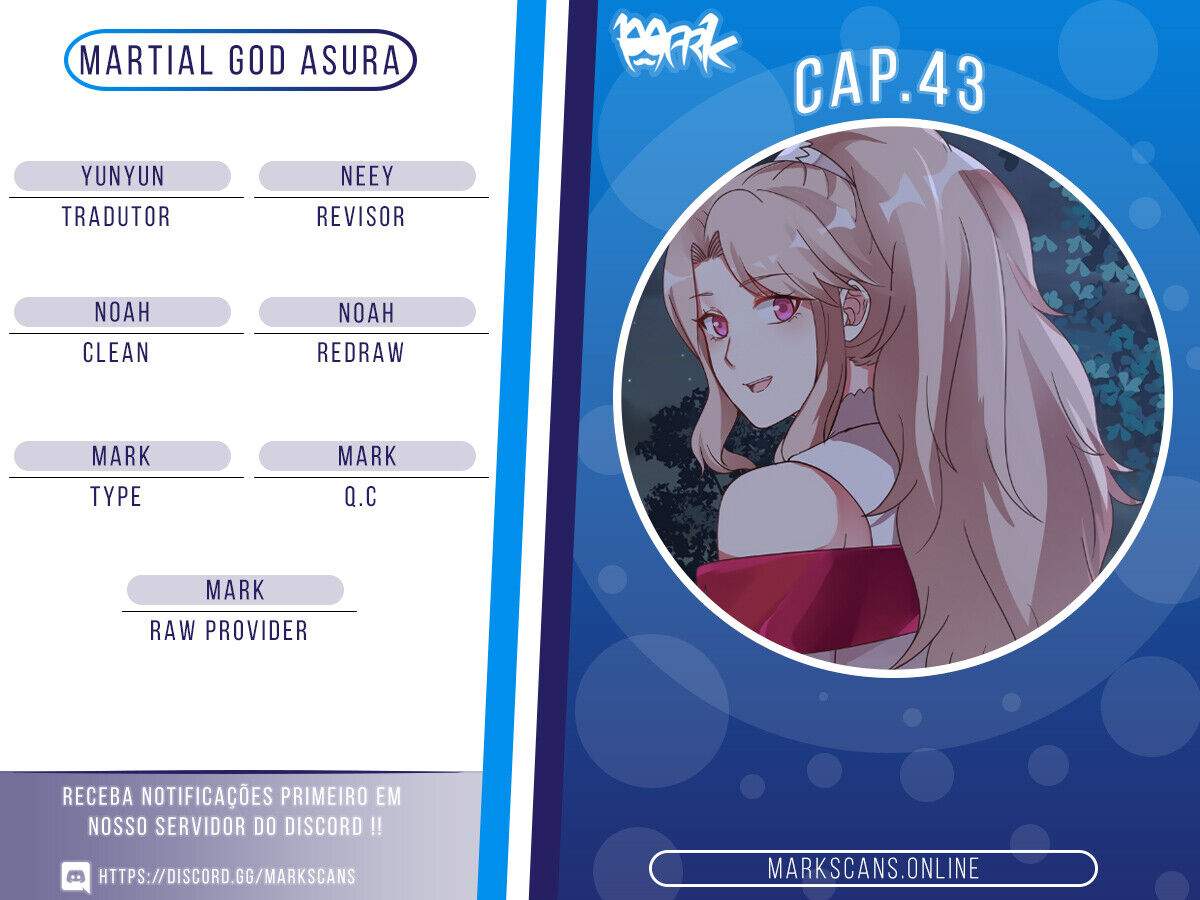 MARTIAL GOD ASURA
YUNYUN
TRADUTOR
NEEY
REVISOR
NOAH
CLEAN
NOAH
REDRAW
MARK
TYPE
MARK
Q.C
MARK
RAW PROVIDER
RECEBA NOTIFICAÇÕES PRIMEIRO EM
NOSSO SERVIDOR DO DISCORD !!
HTTPS://DISCORD.GG/MARKSCANS
MARK
CAP.43
MARKSCANS.ONLINE